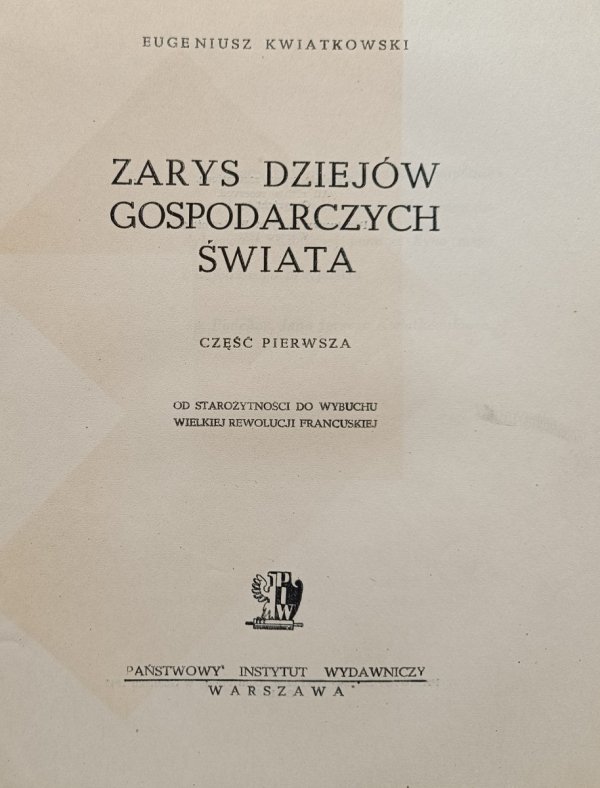 EUGENIUSZ KWIATKOWSKI
ZARYS DZIEJÓW
GOSPODARCZYCH
ŚWIATA
CZĘŚĆ PIERWSZA
OD STAROŻYTNOŚCI DO WYBUCHU
WIELKIEJ REWOLUCJI FRANCUSKIEJ
PIW
PAŃSTWOWY INSTYTUT WYDAWNICZY
WARSZAWA